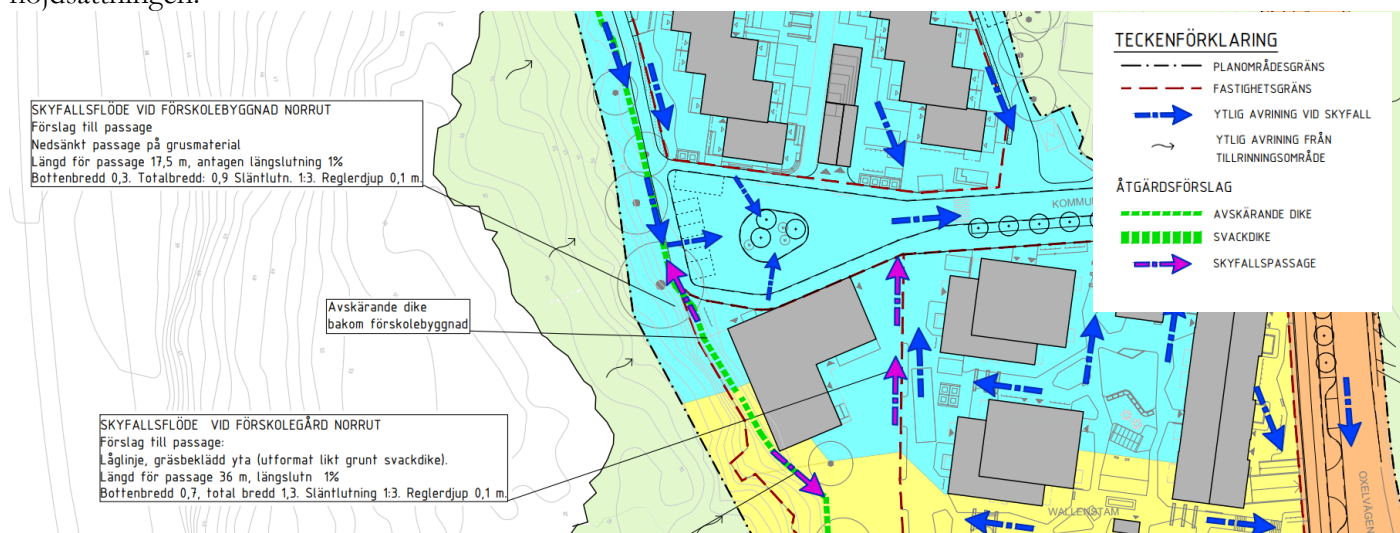 höjdsättningen.
SKYFALLSFLÖDE VID FÖRSKOLEBYGGNAD NORRUT
Förslag till passage
Nedsänkt passage på grusmaterial
Längd för passage 17,5 m, antagen längslutning 1%
Bottenbredd 0,3. Totalbredd: 0,9 Släntlutn. 1:3. Reglerdjup 0,1 m.
Avskärande dike
bakom förskolebyggnad
SKYFALLSFLÖDE VID FÖRSKOLEGÅRD NORRUT
Förslag till passage:
Låglinje, gräsbeklädd yta (utformat likt grunt svackdike).
Längd för passage 36 m, längslutn 1%
Bottenbredd 0,7, total bredd 1,3. Släntlutning 1:3. Reglerdjup 0,1 m.
TECKENFÖRKLARING
PLANOMRÅDESGRÄNS
FASTIGHETSGRÄNS
YTLIG AVRINING VID SKYFALL
YTLIG AVRINING FRÅN
TILLRINNINGSOMRÅDE
ÅTGÄRDSFÖRSLAG
AVSKÄRANDE DIKE
SVACKDIKE
SKYFALLSPASSAGE
KOMMU
WALLENSTAM
OXELVÄGEN